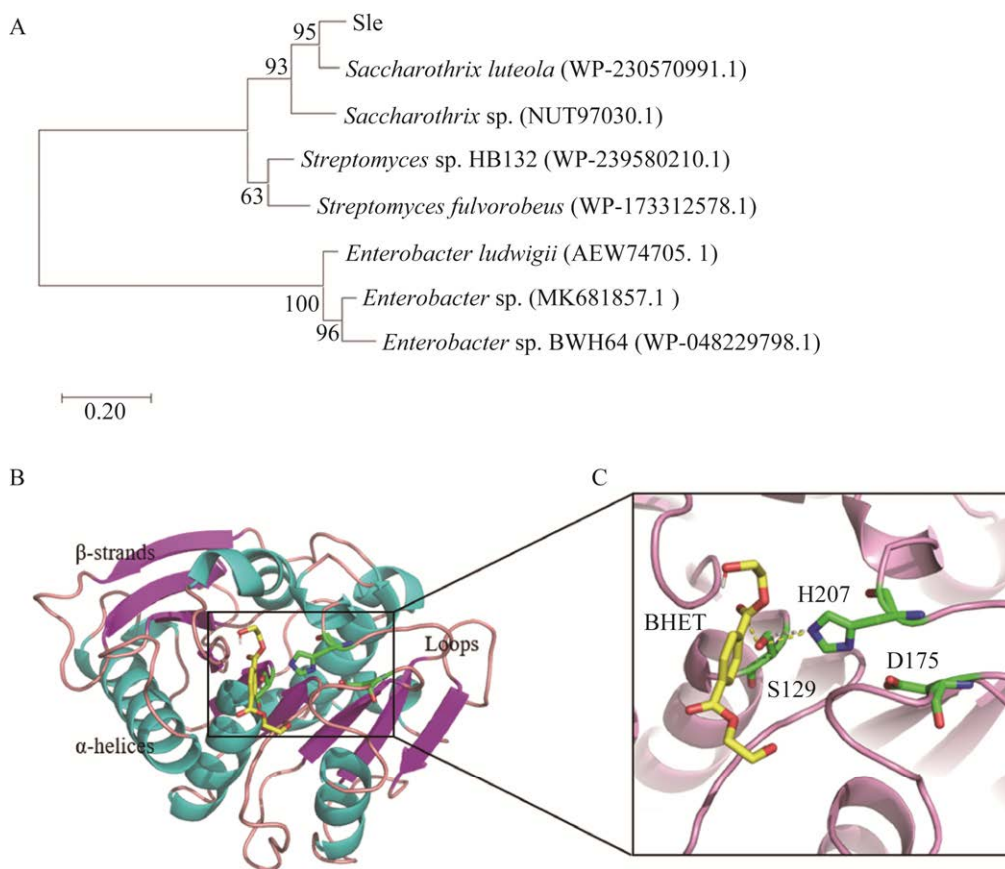 A
Sle
95
93
Saccharothrix luteola (WP-230570991.1)
Saccharothrix sp. (NUT97030.1)
Streptomyces sp. HB132 (WP-239580210.1)
63
Streptomyces fulvorobeus (WP-173312578.1)
Enterobacter ludwigii (AEW74705. 1)
100
Enterobacter sp. (MK681857.1 )
96
Enterobacter sp. BWH64 (WP-048229798.1)
0.20
B
β-strands
Loops
α-helices
C
H207
BHET
D175
S129